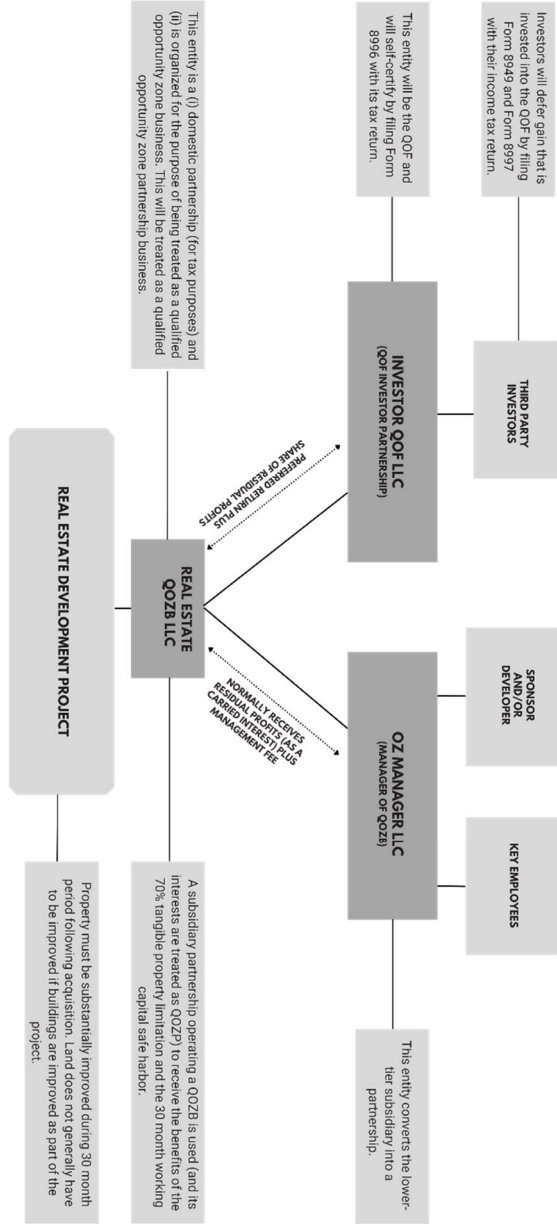 Investors will defer gain that is
invested into the QOF by filing
Form 8949 and Form 8997
with their income tax return.
THIRD PARTY
INVESTORS
SPONSOR
AND/OR
DEVELOPER
KEY EMPLOYEES
This entity will be the QOF and
will self-certify by filing Form
8996 with its tax return.
INVESTOR QOF LLC
(QOF INVESTOR PARTNERSHIP)
OZ MANAGER LLC
(MANAGER OF QOZB)
This entity converts the lower-
tier subsidiary into a
partnership.
PREFERRED RETURN PLUS
SHARE OF RESIDUAL PROFITS
NORMALLY RECEIVES
RESIDUAL PROFITS (AS A
CARRIED INTEREST) PLUS
MANAGEMENT FEE
This entity is a (i) domestic partnership (for tax purposes) and
(ii) is organized for the purpose of being treated as a qualified
opportunity zone business. This will be treated as a qualified
opportunity zone partnership business.
REAL ESTATE
QOZB LLC
A subsidiary partnership operating a QOZB is used (and its
interests are treated as QOZP) to receive the benefits of the
70% tangible property limitation and the 30 month working
capital safe harbor.
REAL ESTATE DEVELOPMENT PROJECT
Property must be substantially improved during 30 month
period following acquisition. Land does not generally have
to be improved if buildings are improved as part of the
project.